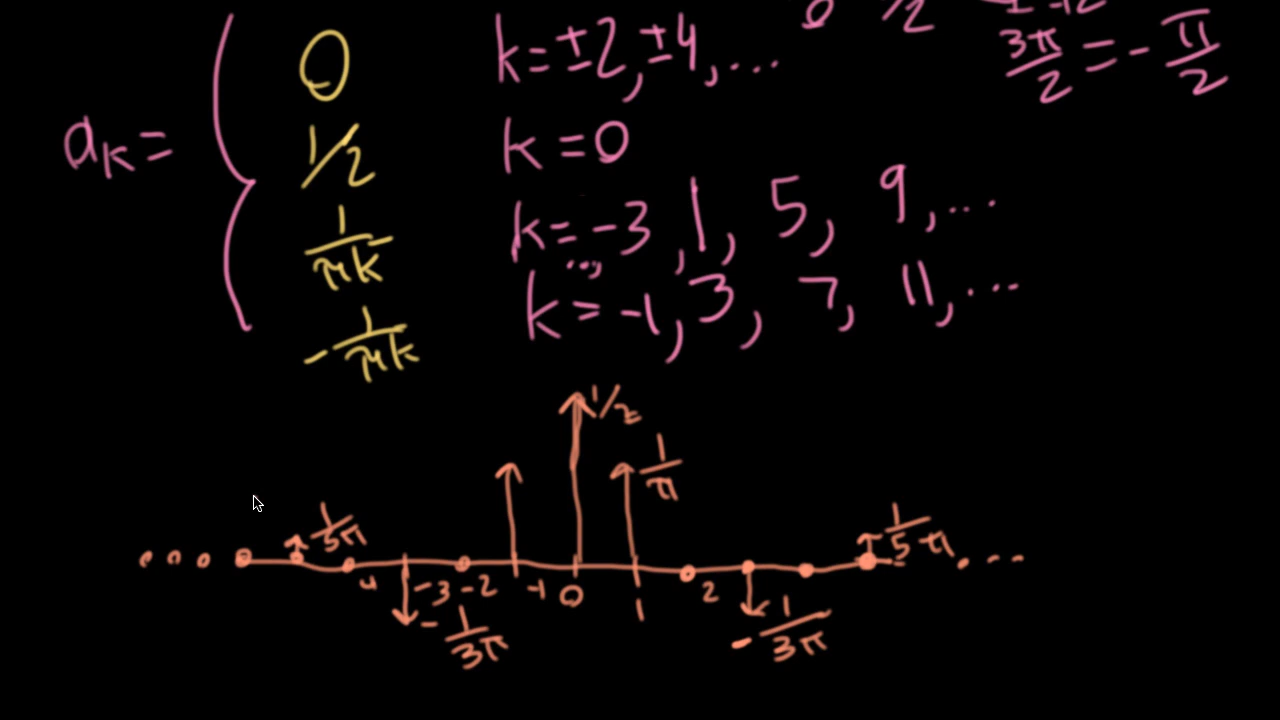 0 k=±2,±4,...
3π/2 = - π/2
1/2 k=0
aₖ=
1/πk k= -3, 1, 5, 9,...
...,
-1/πk k= -1, 3, 7, 11,...
1/2
1/π
1/5π 1/5π
... 4 -3 -2 -1 0 1 2 ...
-1/3π -1/3π